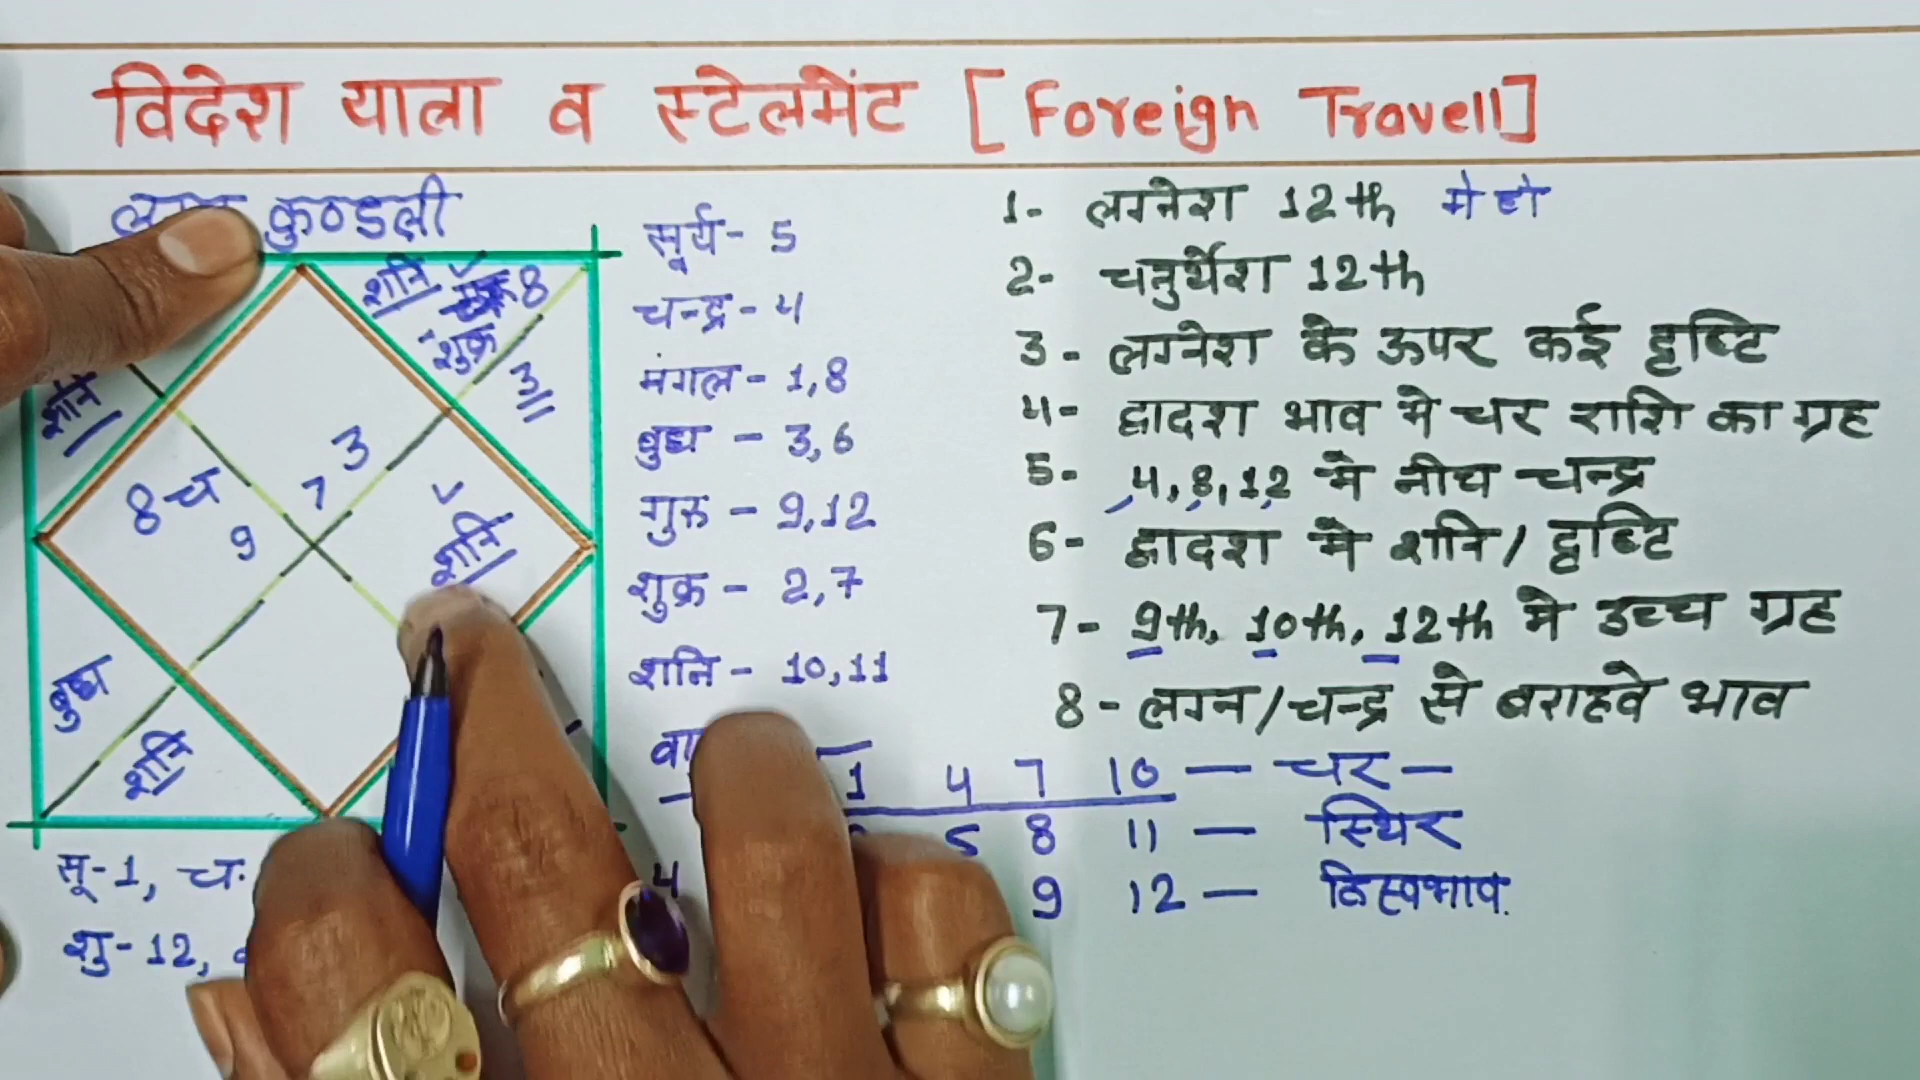 विदेश यात्रा व स्टेलमेंट [Foreign Travell]
कुण्डली
शनि 8
शुक्र
3
शनि
3
7
8 च
9
शनि
बुध
शनि
सू-1, च.
शु-12,
सूर्य- 5
चन्द्र- 4
मंगल - 1,8
बुध - 3,6
गुरु - 9,12
शुक्र - 2,7
शनि - 10,11
1- लग्नेश 12th मे हो
2- चतुर्थेश 12th
3- लग्नेश के ऊपर कई दृष्टि
4- द्वादश भाव मे चर राशि का ग्रह
5- 4, 8, 12 मे नीच चन्द्र
6- द्वादश मे शनि/ दृष्टि
7- 9th, 10th, 12th मे उच्च ग्रह
8- लग्न/चन्द्र से बराहवे भाव
1 4 7 10 — चर —
5 8 11 — स्थिर
4 9 12 — द्विस्वभाव.